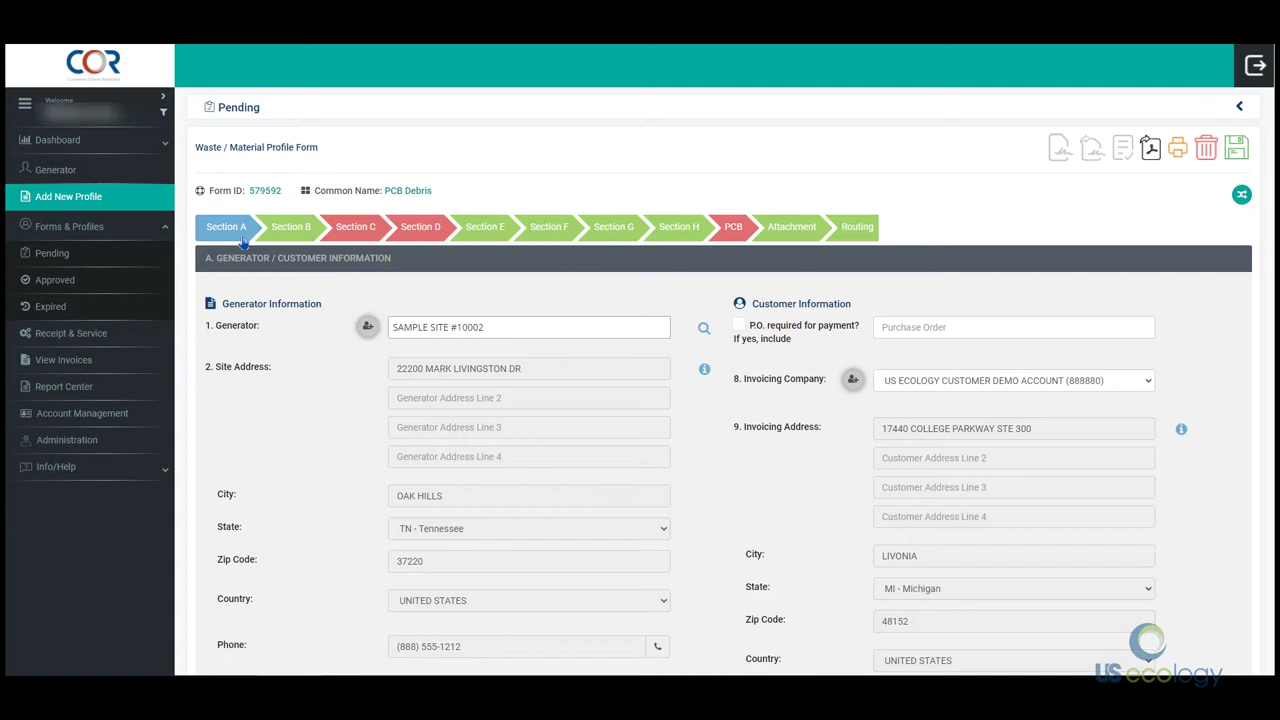 COR
Welcome
Dashboard
Generator
Add New Profile
Forms & Profiles
Pending
Approved
Expired
Receipt & Service
View Invoices
Report Center
Account Management
Administration
Info/Help
Pending
Waste / Material Profile Form
Form ID: 579592 Common Name: PCB Debris
Section A Section B Section C Section D Section E Section F Section G Section H PCB Attachment Routing
A. GENERATOR / CUSTOMER INFORMATION
Generator Information
1. Generator: SAMPLE SITE #10002
2. Site Address: 22200 MARK LIVINGSTON DR
Generator Address Line 2
Generator Address Line 3
Generator Address Line 4
City: OAK HILLS
State: TN - Tennessee
Zip Code: 37220
Country: UNITED STATES
Phone: (888) 555-1212
Customer Information
P.O. required for payment? Purchase Order
If yes, include
8. Invoicing Company: US ECOLOGY CUSTOMER DEMO ACCOUNT (888880)
9. Invoicing Address: 17440 COLLEGE PARKWAY STE 300
Customer Address Line 2
Customer Address Line 3
Customer Address Line 4
City: LIVONIA
State: MI - Michigan
Zip Code: 48152
Country: UNITED STATES
US ecology